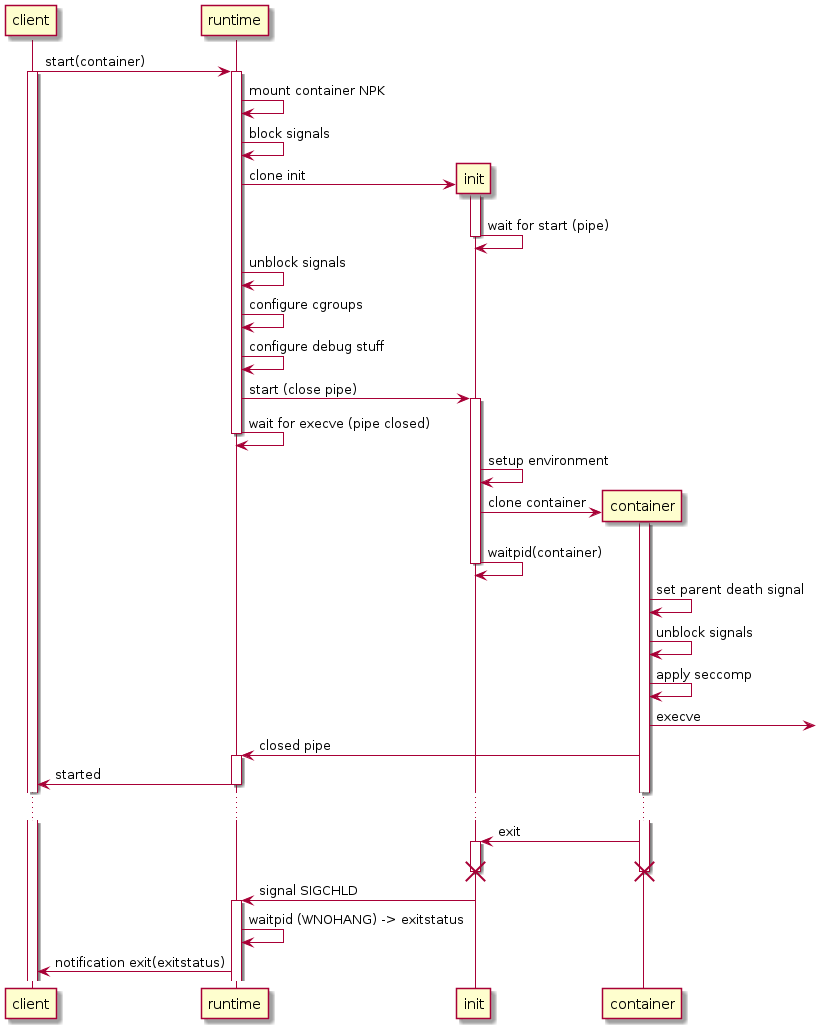 client
runtime
start(container)
mount container NPK
block signals
clone init
init
wait for start (pipe)
unblock signals
configure cgroups
configure debug stuff
start (close pipe)
wait for execve (pipe closed)
setup environment
clone container
container
waitpid(container)
set parent death signal
unblock signals
apply seccomp
execve
closed pipe
started
exit
signal SIGCHLD
waitpid (WNOHANG) -> exitstatus
notification exit(exitstatus)
client
runtime
init
container